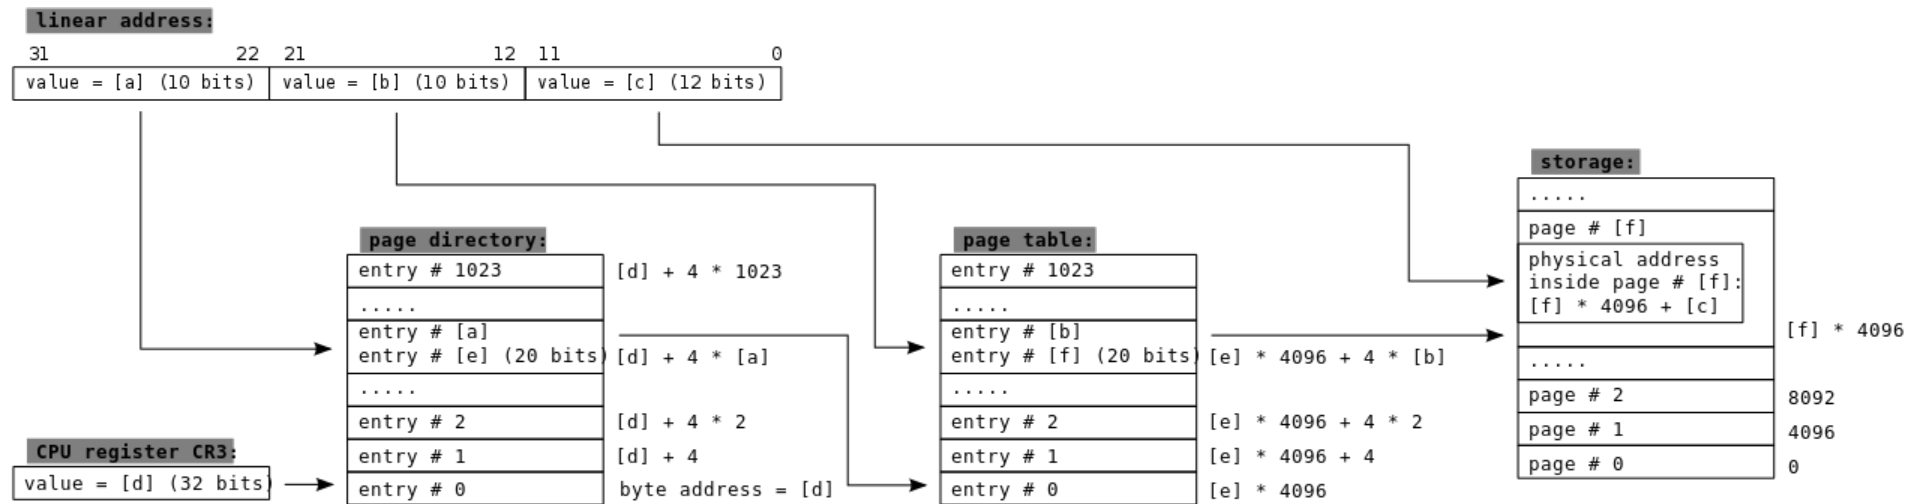 linear address:
31 22 21 12 11 0
value = [a] (10 bits) value = [b] (10 bits) value = [c] (12 bits)
page directory:
entry # 1023 [d] + 4 * 1023
.....
entry # [a]
entry # [e] (20 bits) [d] + 4 * [a]
.....
entry # 2 [d] + 4 * 2
entry # 1 [d] + 4
entry # 0 byte address = [d]
CPU register CR3:
value = [d] (32 bits)
page table:
entry # 1023
.....
entry # [b]
entry # [f] (20 bits) [e] * 4096 + 4 * [b]
.....
entry # 2 [e] * 4096 + 4 * 2
entry # 1 [e] * 4096 + 4
entry # 0 [e] * 4096
storage:
.....
page # [f]
physical address
inside page # [f]:
[f] * 4096 + [c]
[f] * 4096
.....
page # 2 8092
page # 1 4096
page # 0 0